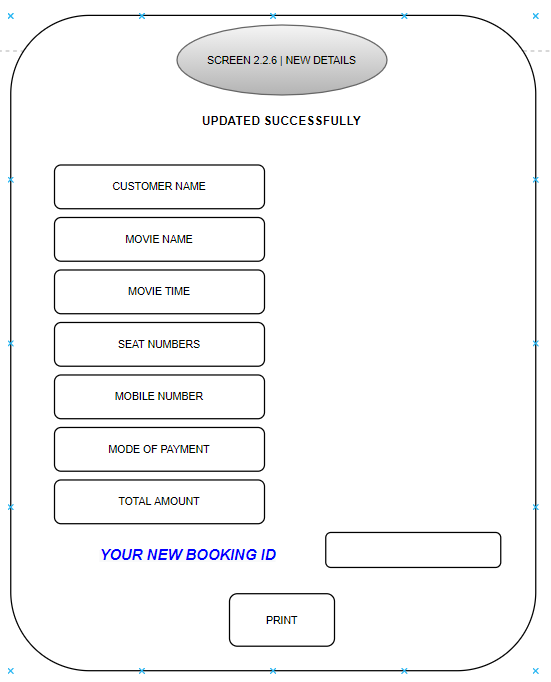 SCREEN 2.2.6 | NEW DETAILS
UPDATED SUCCESSFULLY
CUSTOMER NAME
MOVIE NAME
MOVIE TIME
SEAT NUMBERS
MOBILE NUMBER
MODE OF PAYMENT
TOTAL AMOUNT
YOUR NEW BOOKING ID
PRINT